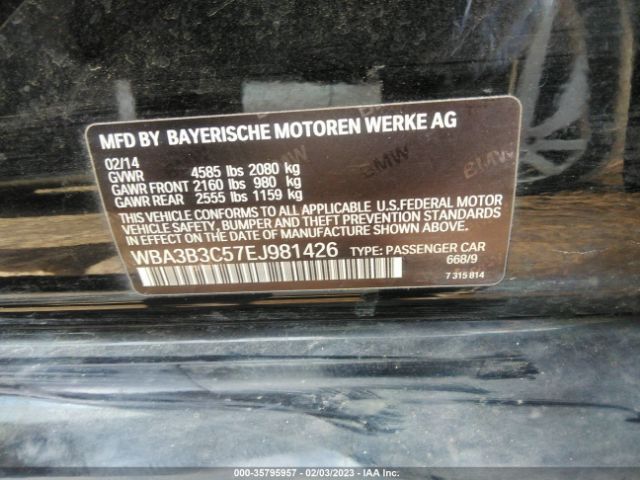 MFD BY BAYERISCHE MOTOREN WERKE AG
02/14
GVWR 4585 lbs 2080 kg
GAWR FRONT 2160 lbs 980 kg
GAWR REAR 2555 lbs 1159 kg
THIS VEHICLE CONFORMS TO ALL APPLICABLE U.S.FEDERAL MOTOR
VEHICLE SAFETY, BUMPER AND THEFT PREVENTION STANDARDS
IN EFFECT ON THE DATE OF MANUFACTURE SHOWN ABOVE.
WBA3B3C57EJ981426 TYPE: PASSENGER CAR
668/9
7 315 814
BMW
BMW
000-35795957 - 02/03/2023 - IAA Inc.